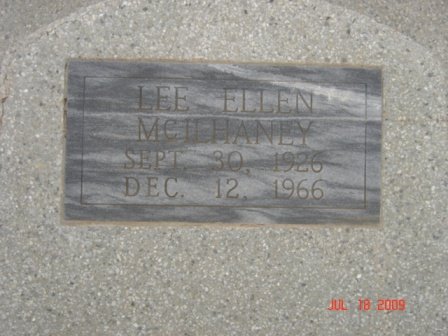 LEE ELLEN
MCILHANEY
SEPT. 30, 1926
DEC. 12, 1966
JUL 18 2009